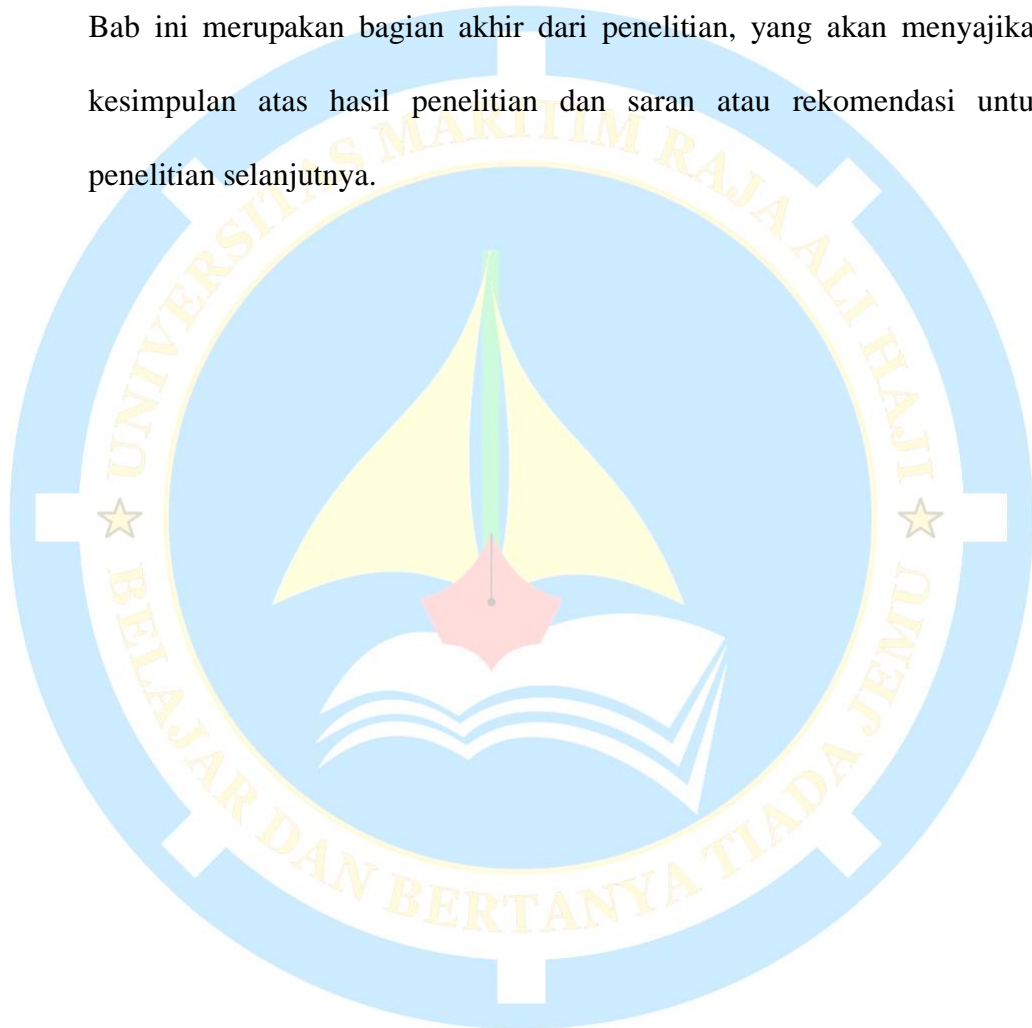 Bab ini merupakan bagian akhir dari penelitian, yang akan menyajika
kesimpulan atas hasil penelitian dan saran atau rekomendasi untu
penelitian selanjutnya.
UNIVERSITAS MARITIM RAJA ALI HAJI
BELAJAR DAN BERTANYA TIADA JEMU